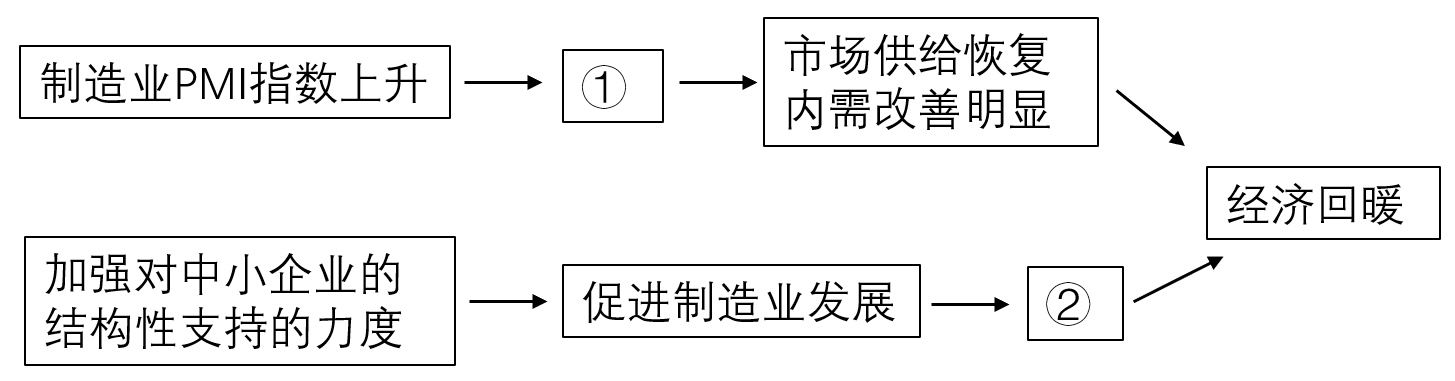 制造业PMI指数上升
①
市场供给恢复
内需改善明显
经济回暖
加强对中小企业的
结构性支持的力度
促进制造业发展
②